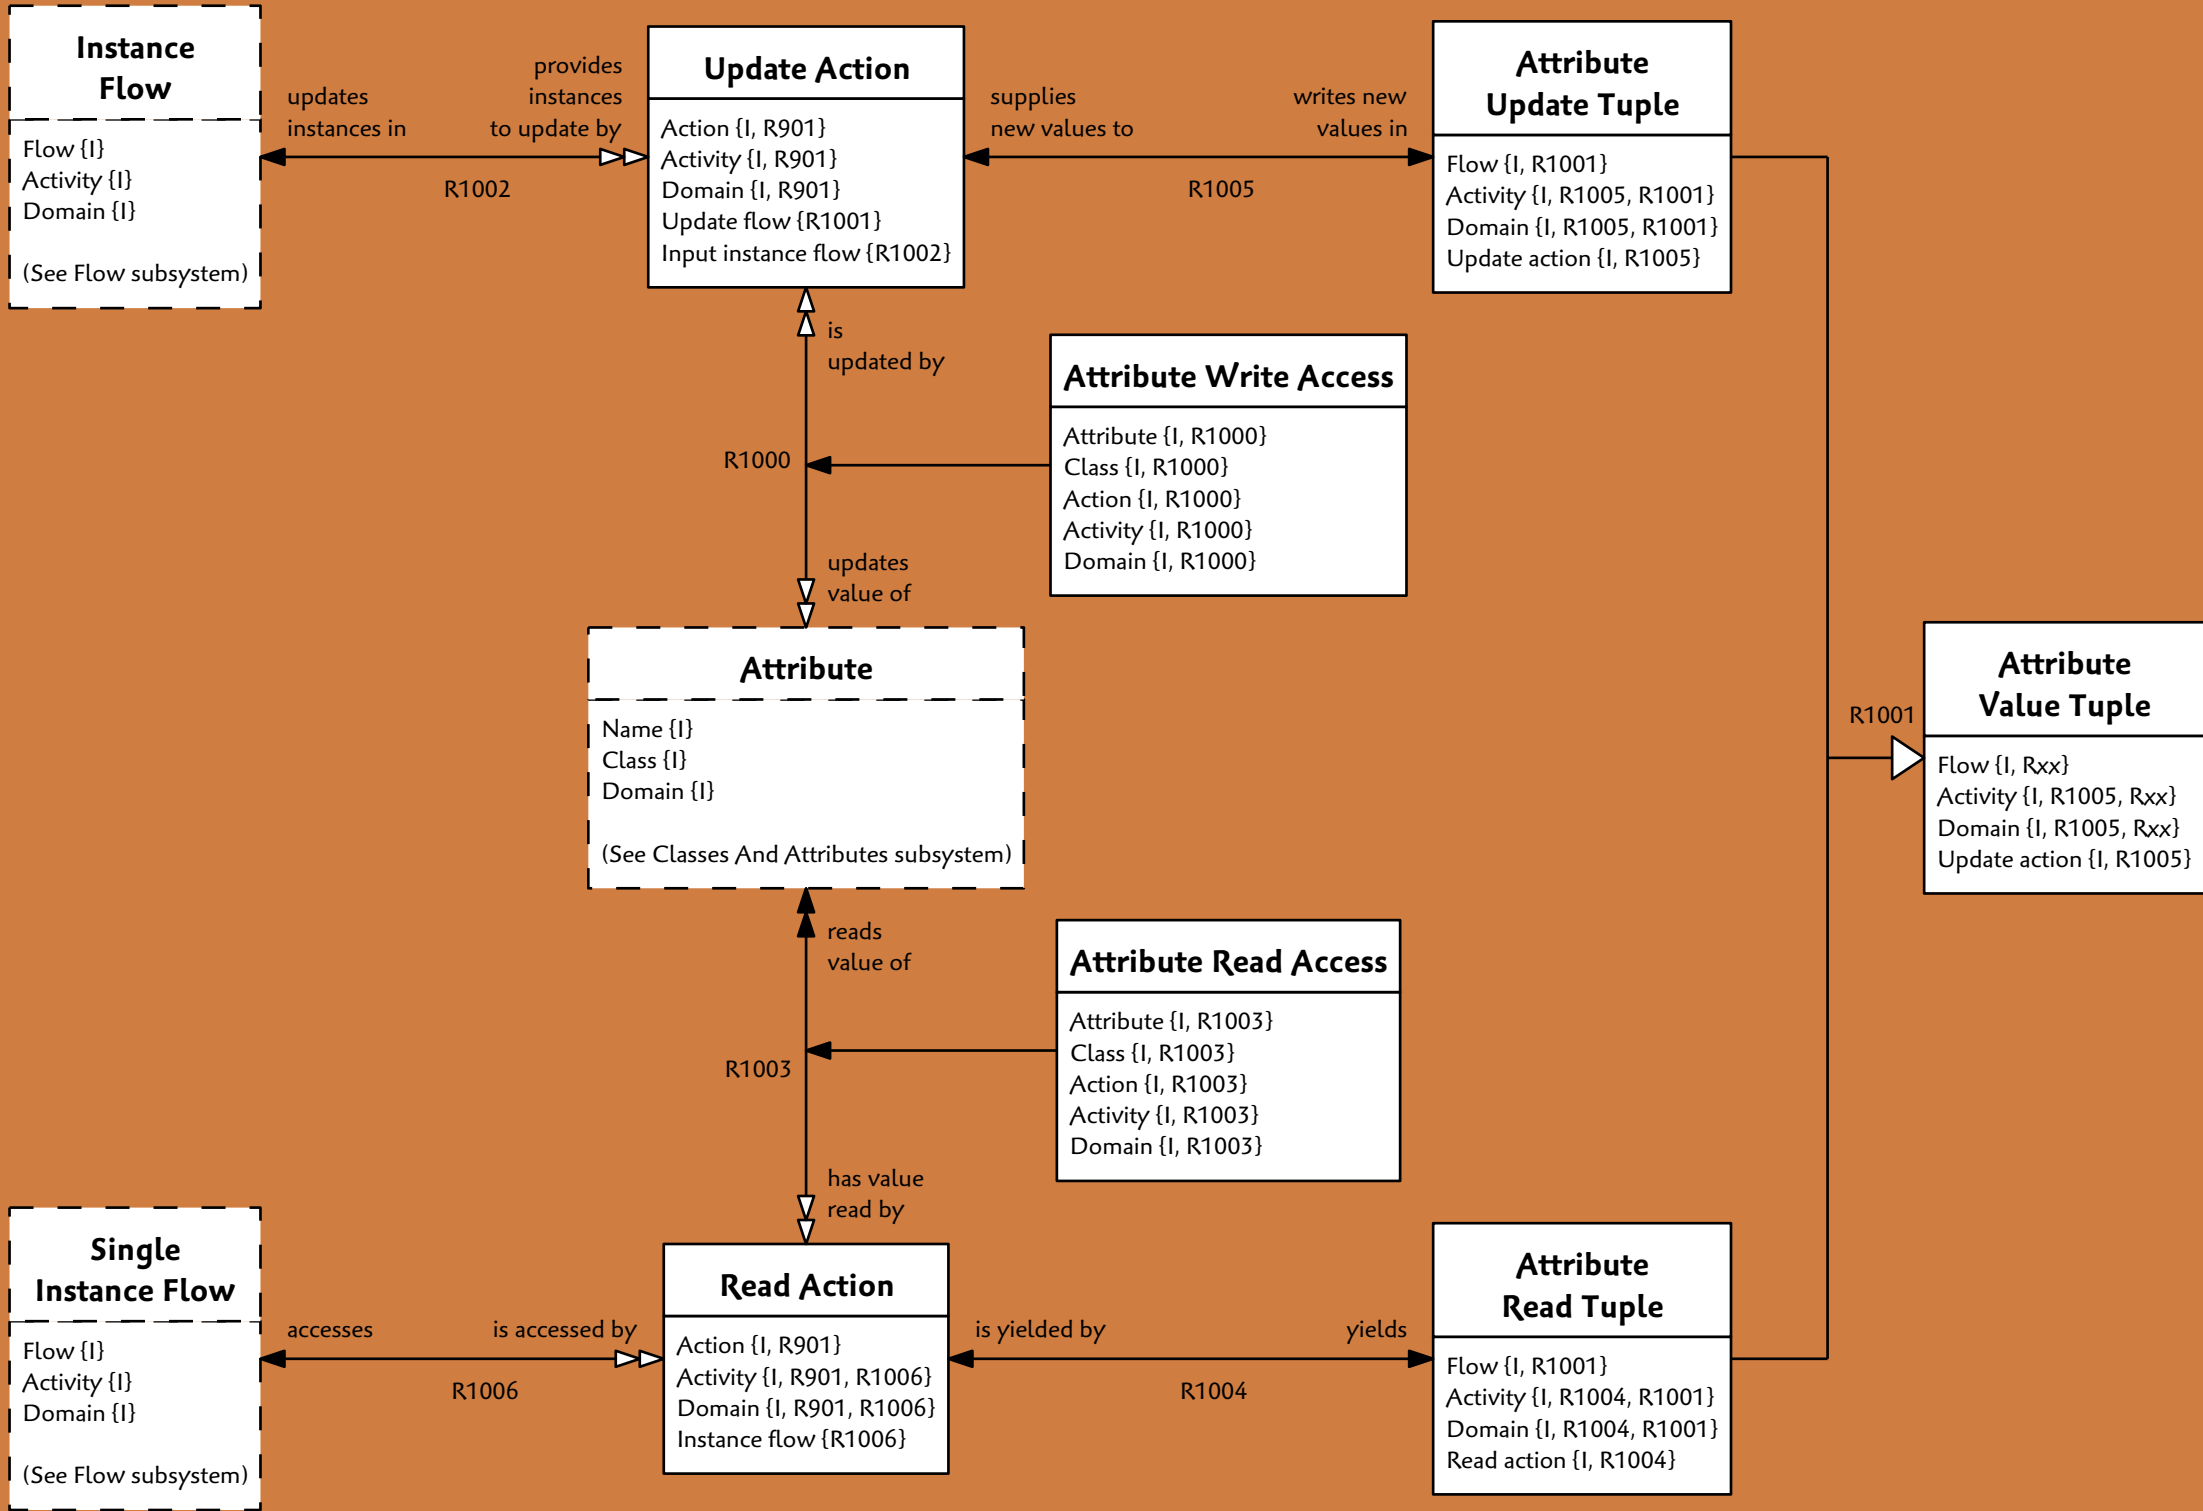 Instance
Flow
Flow {I}
Activity {I}
Domain {I}
(See Flow subsystem)
updates
instances in
provides
instances
to update by
R1002
Update Action
Action {I, R901}
Activity {I, R901}
Domain {I, R901}
Update flow {R1001}
Input instance flow {R1002}
supplies
new values to
writes new
values in
R1005
Attribute
Update Tuple
Flow {I, R1001}
Activity {I, R1005, R1001}
Domain {I, R1005, R1001}
Update action {I, R1005}
is
updated by
R1000
updates
value of
Attribute Write Access
Attribute {I, R1000}
Class {I, R1000}
Action {I, R1000}
Activity {I, R1000}
Domain {I, R1000}
Attribute
Name {I}
Class {I}
Domain {I}
(See Classes And Attributes subsystem)
R1001
Attribute
Value Tuple
Flow {I, Rxx}
Activity {I, R1005, Rxx}
Domain {I, R1005, Rxx}
Update action {I, R1005}
reads
value of
R1003
has value
read by
Attribute Read Access
Attribute {I, R1003}
Class {I, R1003}
Action {I, R1003}
Activity {I, R1003}
Domain {I, R1003}
Single
Instance Flow
Flow {I}
Activity {I}
Domain {I}
(See Flow subsystem)
accesses
is accessed by
R1006
Read Action
Action {I, R901}
Activity {I, R901, R1006}
Domain {I, R901, R1006}
Instance flow {R1006}
is yielded by
yields
R1004
Attribute
Read Tuple
Flow {I, R1001}
Activity {I, R1004, R1001}
Domain {I, R1004, R1001}
Read action {I, R1004}